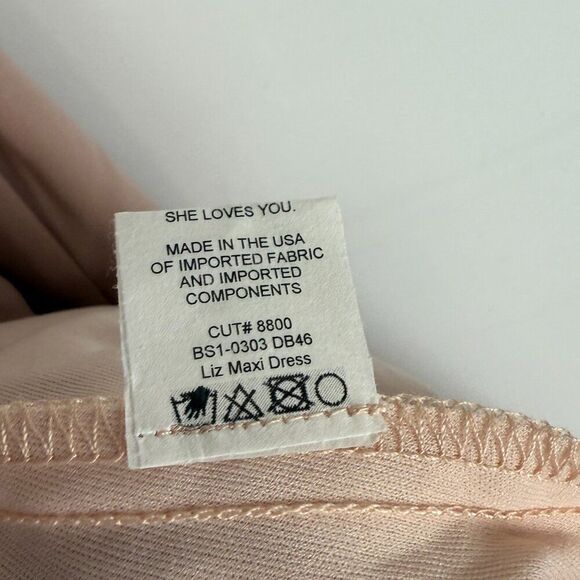 SHE LOVES YOU.
MADE IN THE USA
OF IMPORTED FABRIC
AND IMPORTED
COMPONENTS
CUT# 8800
BS1-0303 DB46
Liz Maxi Dress